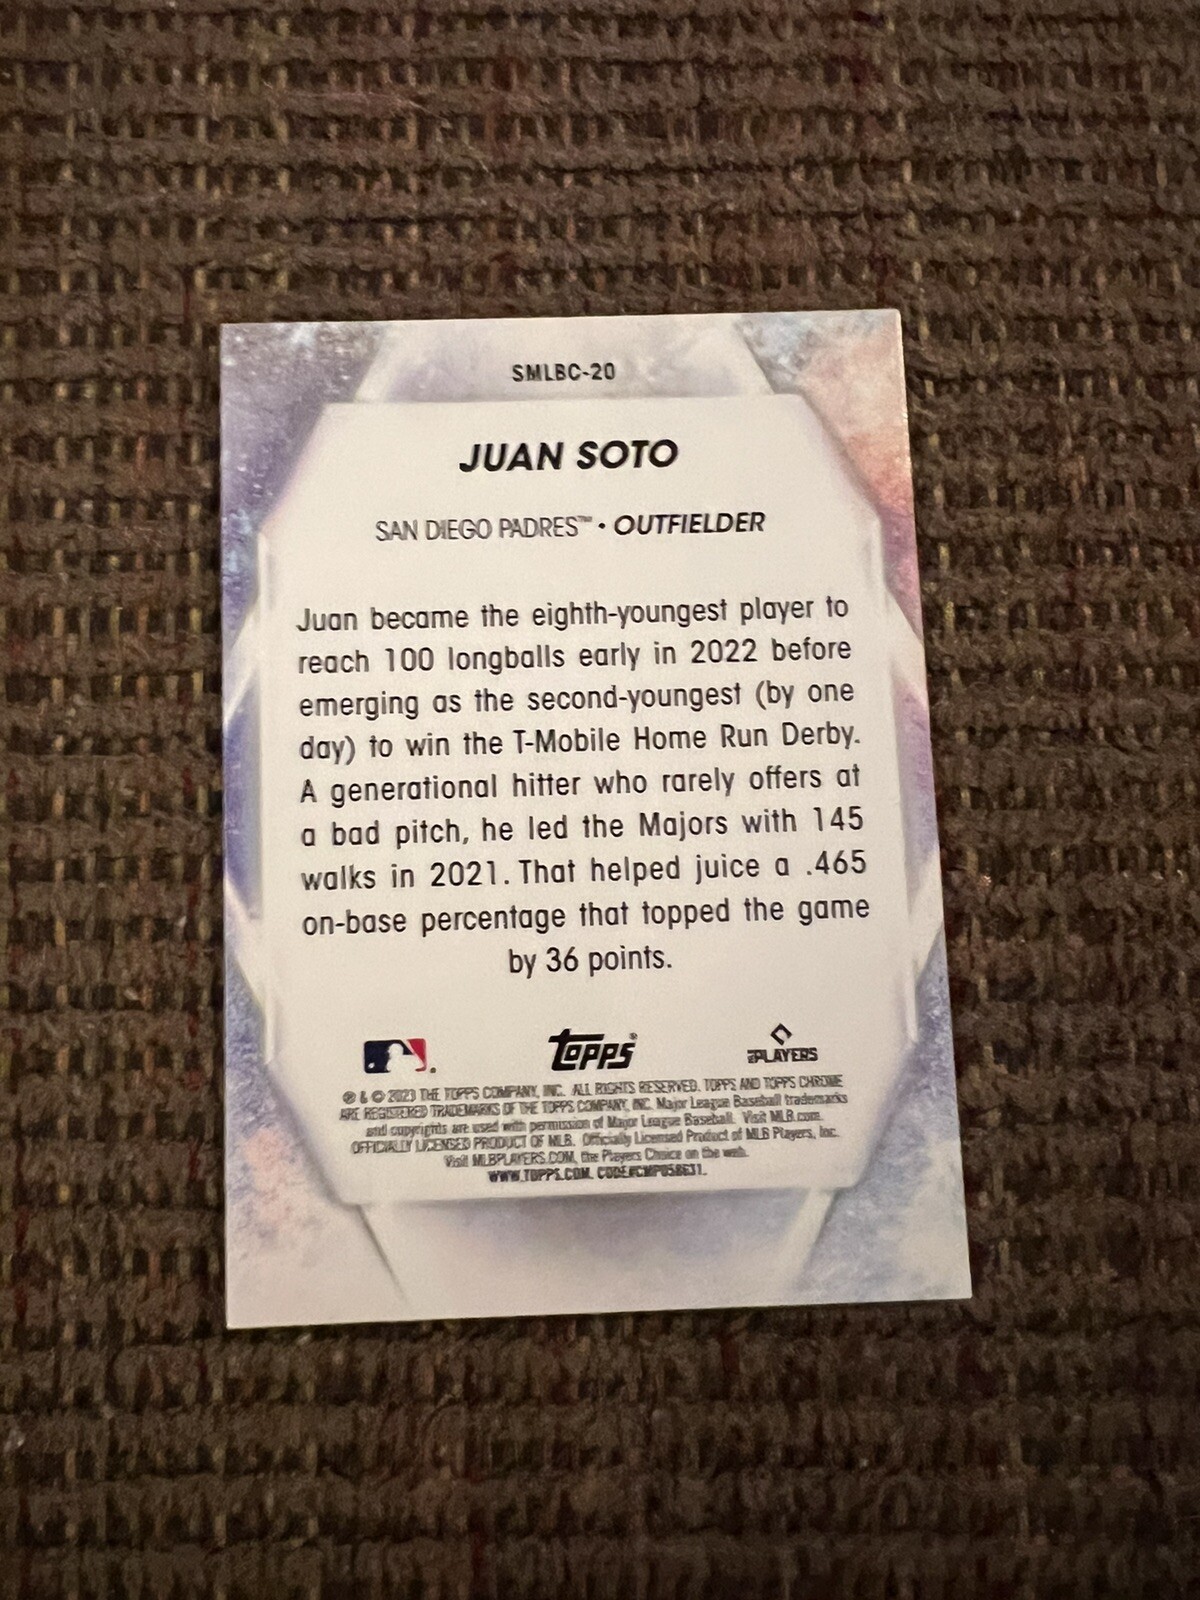 SMLBC-20
JUAN SOTO
SAN DIEGO PADRES™ • OUTFIELDER
Juan became the eighth-youngest player to
reach 100 longballs early in 2022 before
emerging as the second-youngest (by one
day) to win the T-Mobile Home Run Derby.
A generational hitter who rarely offers at
a bad pitch, he led the Majors with 145
walks in 2021. That helped juice a .465
on-base percentage that topped the game
by 36 points.
Topps® PLAYERS
® & © 2023 THE TOPPS COMPANY, INC. ALL RIGHTS RESERVED. TOPPS AND TOPPS CHROME
ARE REGISTERED TRADEMARKS OF THE TOPPS COMPANY, INC. Major League Baseball trademarks
and copyrights are used with permission of Major League Baseball. Visit MLB.com.
OFFICIALLY LICENSED PRODUCT OF MLB. Officially Licensed Product of MLB Players, Inc.
Visit MLBPLAYERS.COM, the Players Choice on the web.
WWW.TOPPS.COM. CODE#CMP058631.